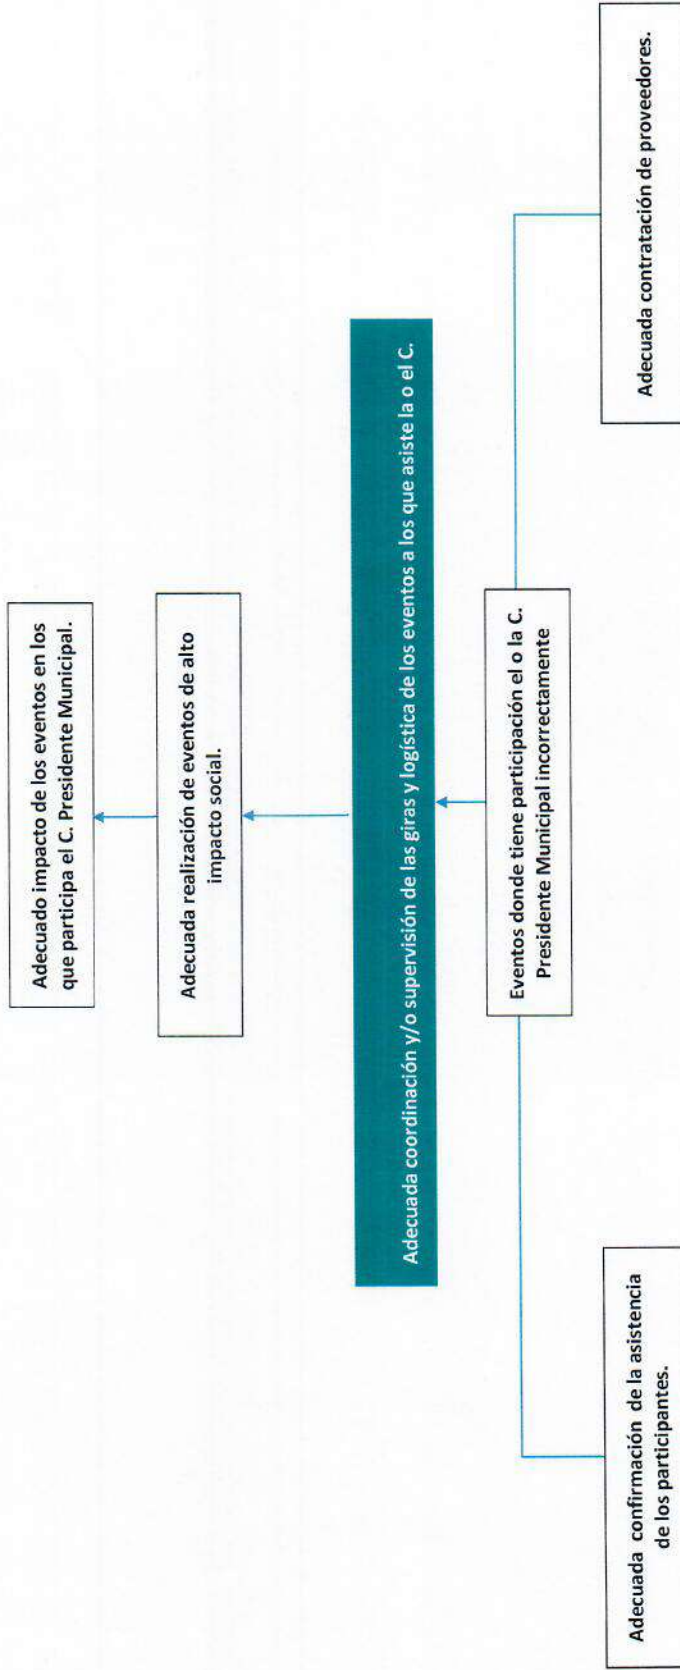 Adecuado impacto de los eventos en los
que participa el C. Presidente Municipal.
Adecuada realización de eventos de alto
impacto social.
Adecuada coordinación y/o supervisión de las giras y logística de los eventos a los que asiste la o el C.
Eventos donde tiene participación el o la C.
Presidente Municipal incorrectamente
Adecuada confirmación de la asistencia
de los participantes.
Adecuada contratación de proveedores.